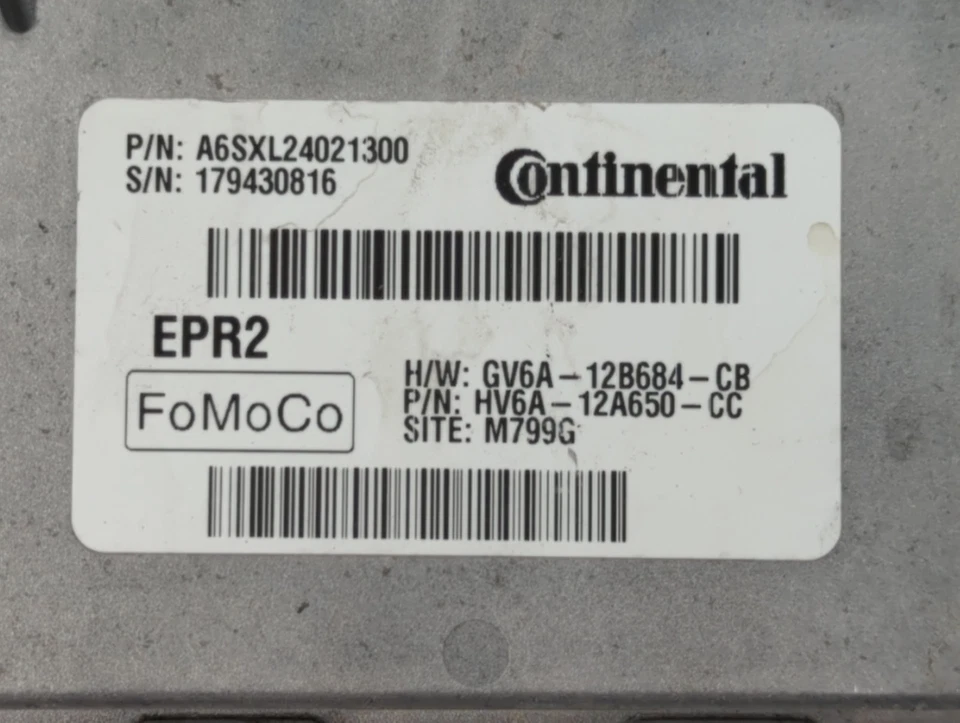 P/N: A6SXL24021300
S/N: 179430816
Continental
EPR2
FoMoCo
H/W: GV6A-12B684-CB
P/N: HV6A-12A650-CC
SITE: M799G